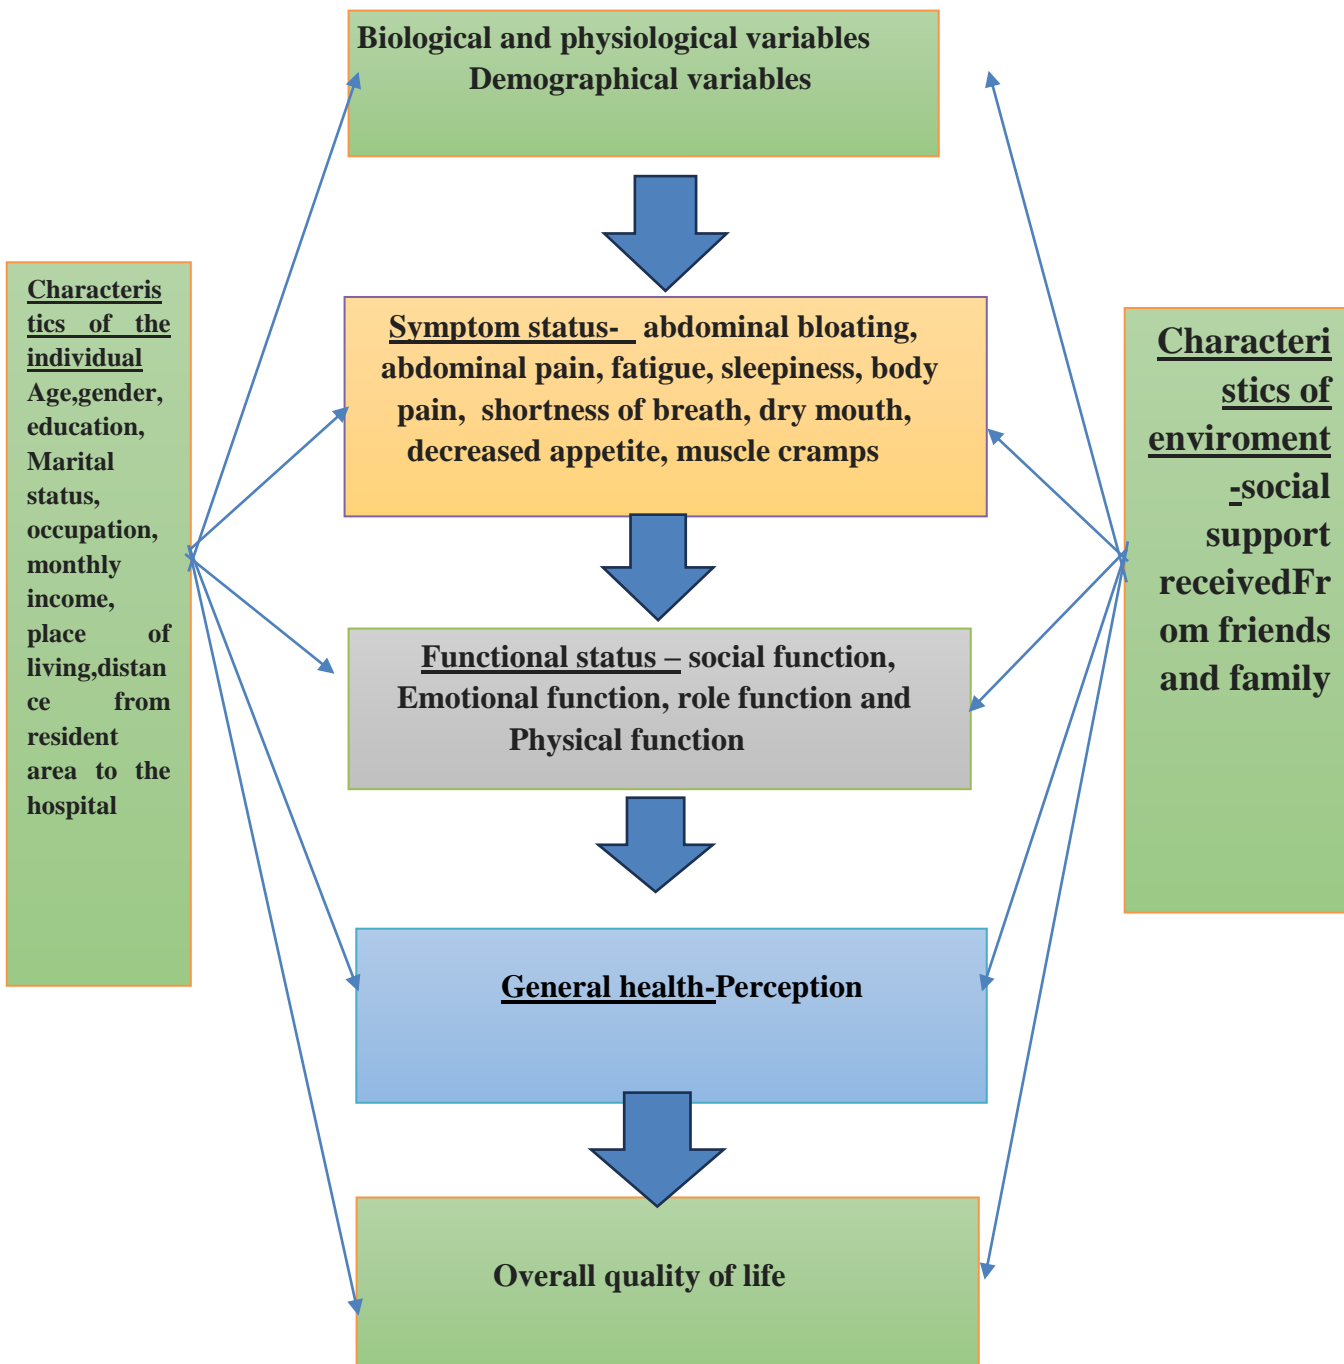 Biological and physiological variables
Demographical variables
Characteris
tics of the
individual
Age,gender,
education,
Marital
status,
occupation,
monthly
income,
place of
living,distan
ce from
resident
area to the
hospital
Symptom status- abdominal bloating,
abdominal pain, fatigue, sleepiness, body
pain, shortness of breath, dry mouth,
decreased appetite, muscle cramps
Characteri
stics of
enviroment
-social
support
receivedFr
om friends
and family
Functional status – social function,
Emotional function, role function and
Physical function
General health-Perception
Overall quality of life